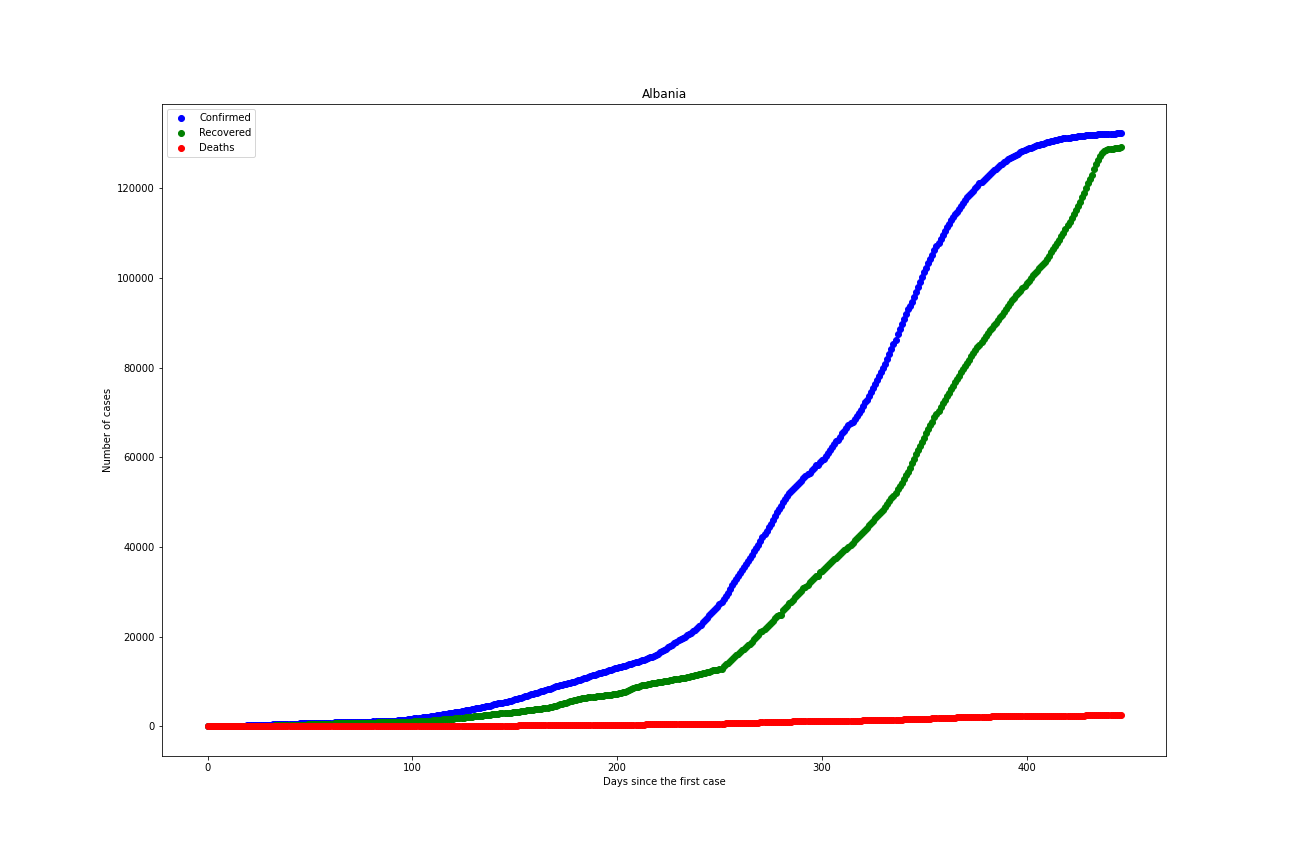 Albania
Confirmed
Recovered
Deaths
120000
100000
80000
60000
40000
20000
0
Number of cases
0 100 200 300 400
Days since the first case